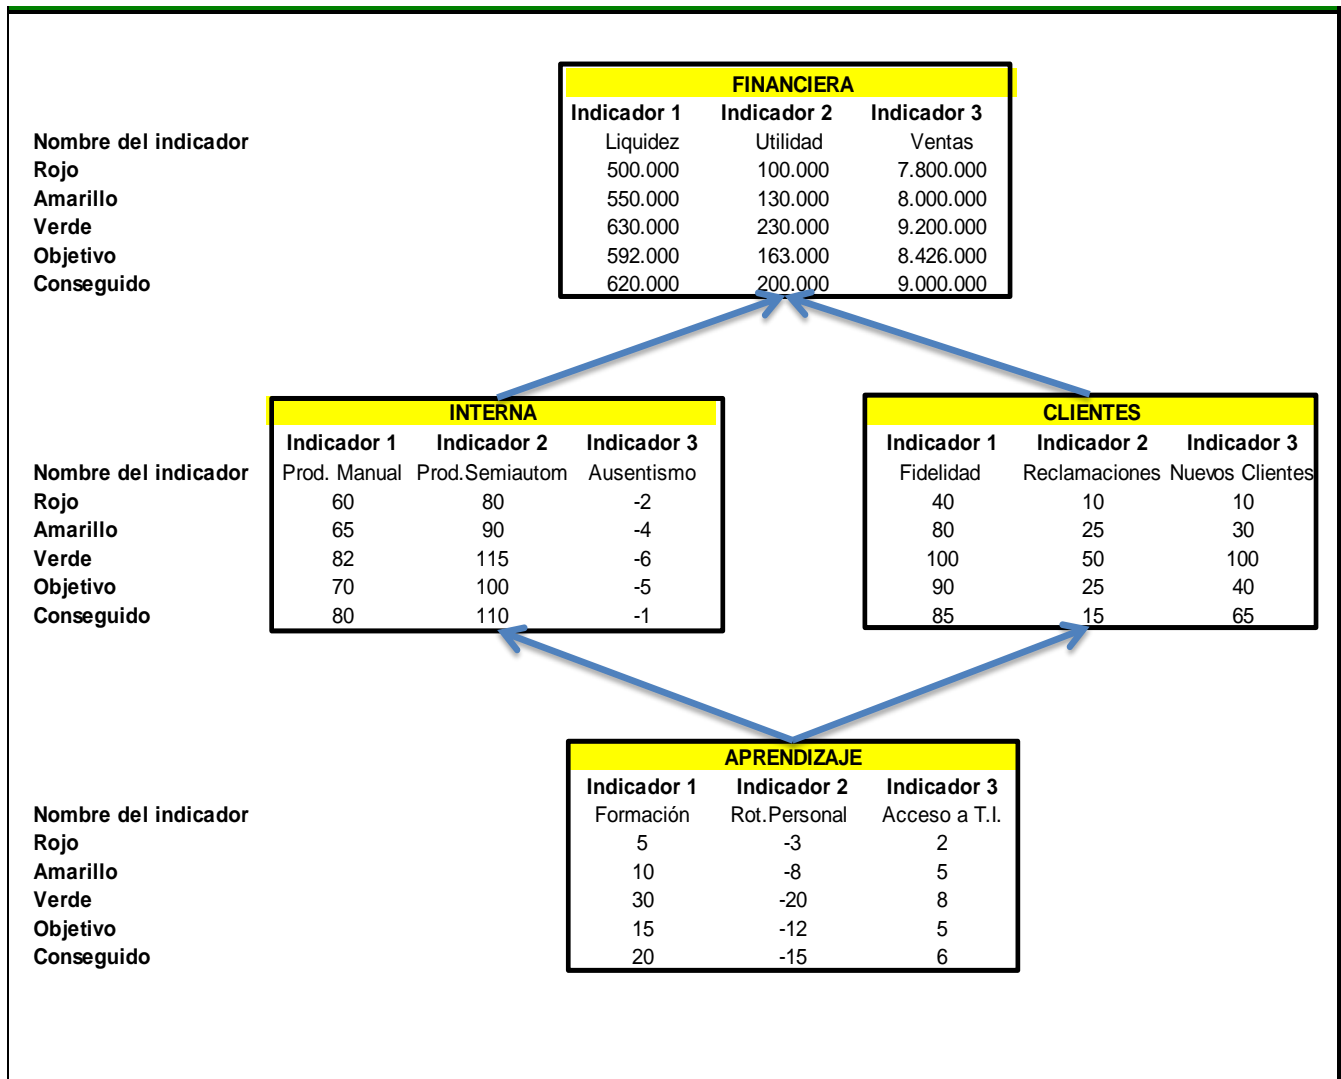 FINANCIERA
Indicador 1 Indicador 2 Indicador 3
Nombre del indicador Liquidez Utilidad Ventas
Rojo 500.000 100.000 7.800.000
Amarillo 550.000 130.000 8.000.000
Verde 630.000 230.000 9.200.000
Objetivo 592.000 163.000 8.426.000
Conseguido 620.000 200.000 9.000.000
INTERNA CLIENTES
Indicador 1 Indicador 2 Indicador 3 Indicador 1 Indicador 2 Indicador 3
Nombre del indicador Prod. Manual Prod.Semiautom Ausentismo Fidelidad Reclamaciones Nuevos Clientes
Rojo 60 80 -2 40 10 10
Amarillo 65 90 -4 80 25 30
Verde 82 115 -6 100 50 100
Objetivo 70 100 -5 90 25 40
Conseguido 80 110 -1 85 15 65
APRENDIZAJE
Indicador 1 Indicador 2 Indicador 3
Nombre del indicador Formación Rot.Personal Acceso a T.I.
Rojo 5 -3 2
Amarillo 10 -8 5
Verde 30 -20 8
Objetivo 15 -12 5
Conseguido 20 -15 6